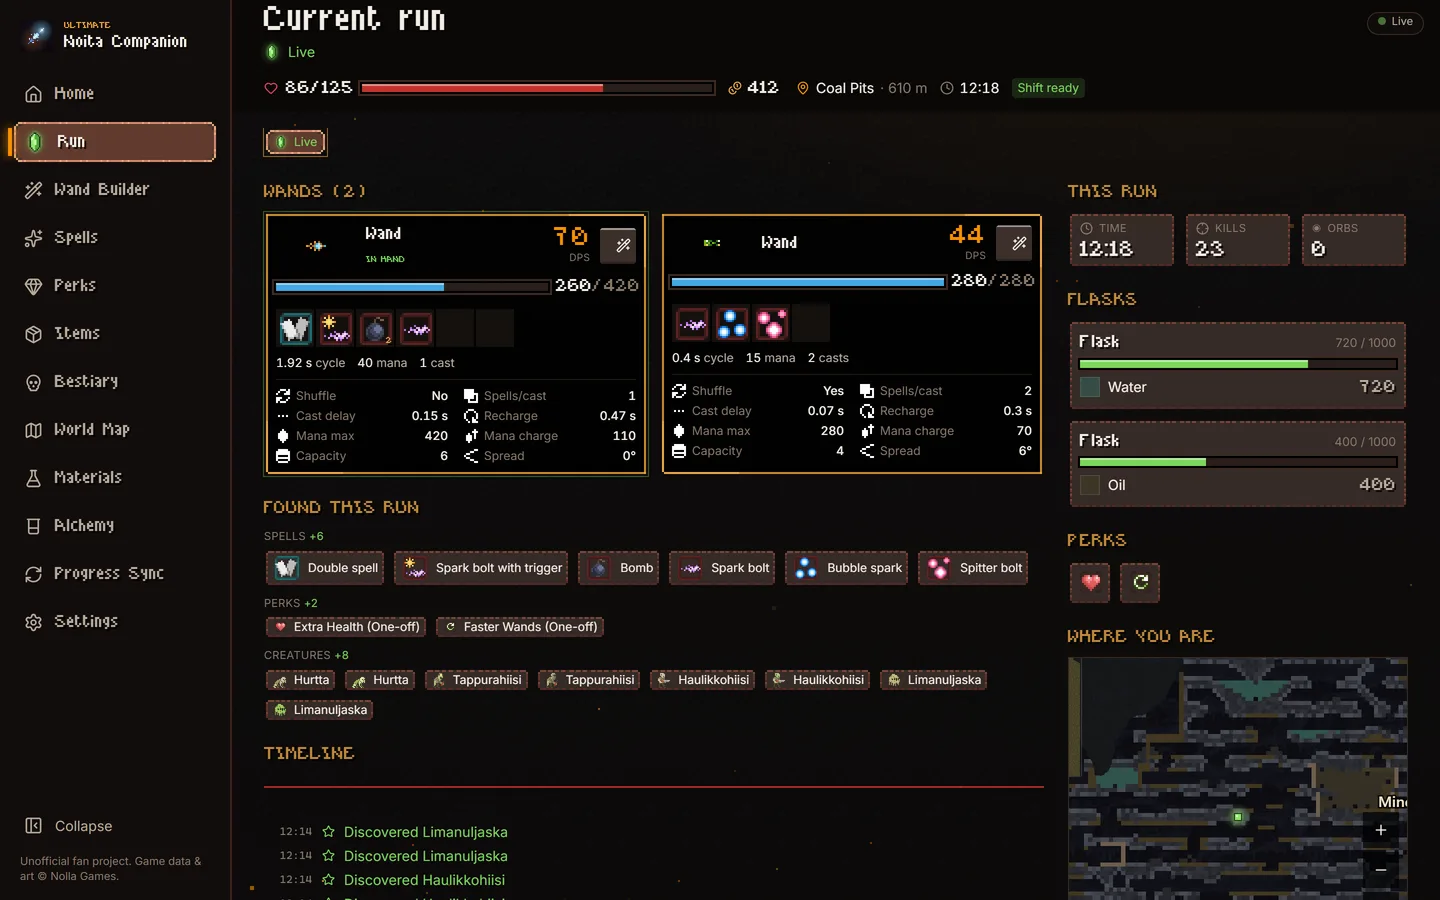 ULTIMATE
Noita Companion
Home
Run
Wand Builder
Spells
Perks
Items
Bestiary
World Map
Materials
Alchemy
Progress Sync
Settings
Collapse
Unofficial fan project. Game data &
art © Nolla Games.
Current run
Live
Live
86/125
412
Coal Pits · 610 m
12:18
Shift ready
Live
WANDS (2)
Wand
IN HAND
70
DPS
260/420
2
1.92 s cycle 40 mana 1 cast
Shuffle No Spells/cast 1
Cast delay 0.15 s Recharge 0.47 s
Mana max 420 Mana charge 110
Capacity 6 Spread 0°
Wand
44
DPS
280/280
0.4 s cycle 15 mana 2 casts
Shuffle Yes Spells/cast 2
Cast delay 0.07 s Recharge 0.3 s
Mana max 280 Mana charge 70
Capacity 4 Spread 6°
FOUND THIS RUN
SPELLS +6
Double spell Spark bolt with trigger Bomb Spark bolt Bubble spark Spitter bolt
PERKS +2
Extra Health (One-off) Faster Wands (One-off)
CREATURES +8
Hurtta Hurtta Tappurahiisi Tappurahiisi Haulikkohiisi Haulikkohiisi Limanuljaska
Limanuljaska
TIMELINE
12:14 Discovered Limanuljaska
12:14 Discovered Limanuljaska
12:14 Discovered Haulikkohiisi
THIS RUN
TIME
12:18
KILLS
23
ORBS
0
FLASKS
Flask 720 / 1000
Water 720
Flask 400 / 1000
Oil 400
PERKS
WHERE YOU ARE
Min
+
−